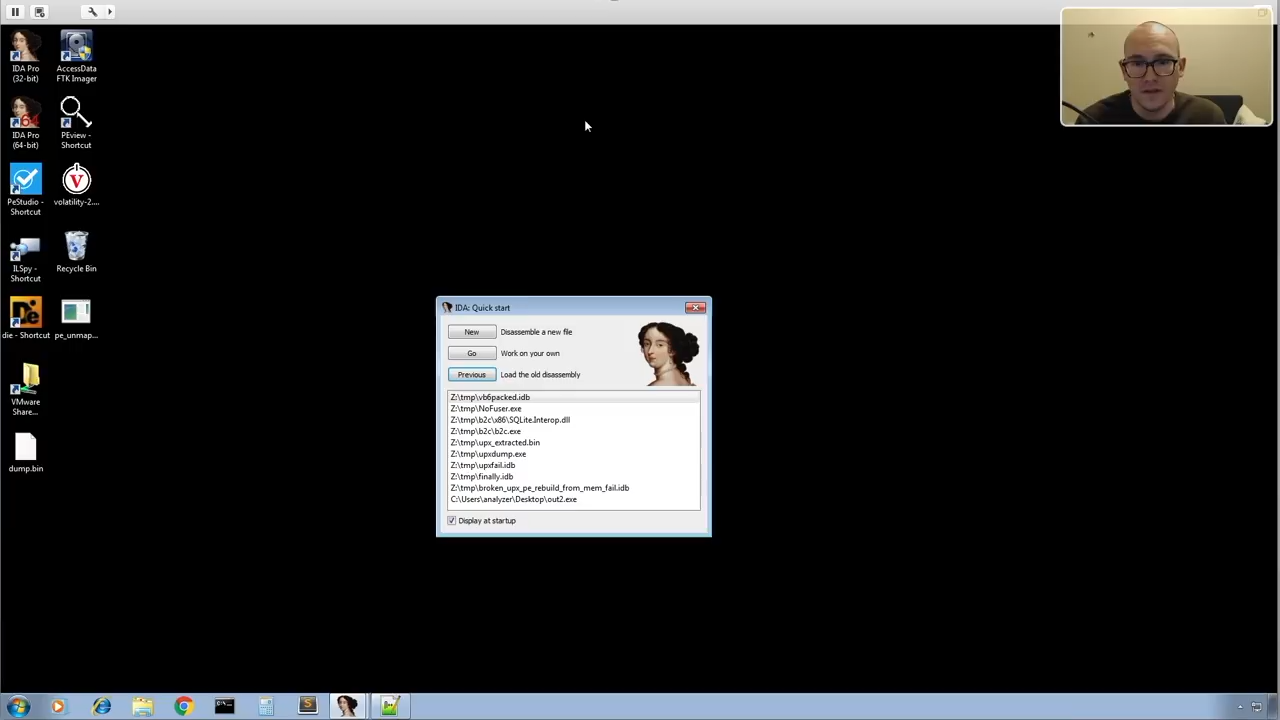 IDA Pro
(32-bit)
AccessData
FTK Imager
64
IDA Pro
(64-bit)
PEview -
Shortcut
PeStudio -
Shortcut
V
volatility-2....
ILSpy -
Shortcut
Recycle Bin
die - Shortcut
pe_unmap...
VMware
Share...
dump.bin
IDA: Quick start
New
Disassemble a new file
Go
Work on your own
Previous
Load the old disassembly
Z:\tmp\vb6packed.idb
Z:\tmp\NoFuser.exe
Z:\tmp\b2c\x86\SQLite.Interop.dll
Z:\tmp\b2c\b2c.exe
Z:\tmp\upx_extracted.bin
Z:\tmp\upxdump.exe
Z:\tmp\upxfail.idb
Z:\tmp\finally.idb
Z:\tmp\broken_upx_pe_rebuild_from_mem_fail.idb
C:\Users\analyzer\Desktop\out2.exe
Display at startup